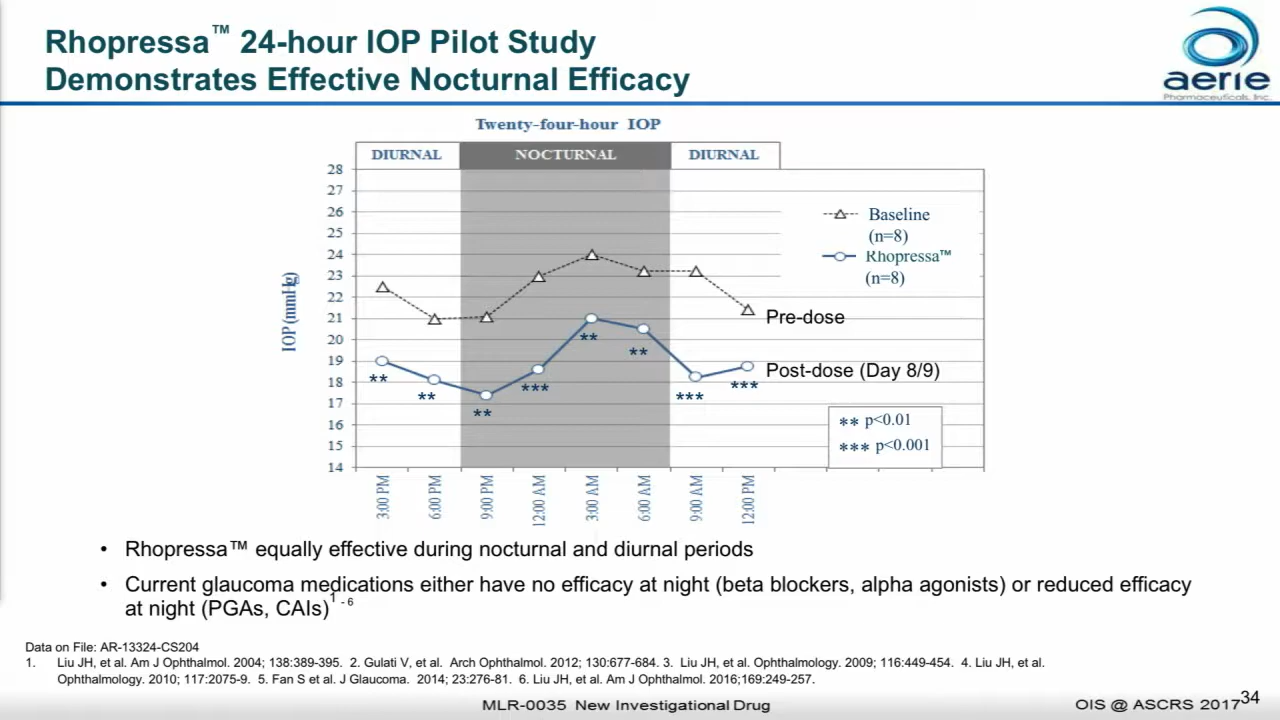 Rhopressa™ 24-hour IOP Pilot Study
Demonstrates Effective Nocturnal Efficacy
aerie
Pharmaceuticals, Inc.
Twenty-four-hour IOP
DIURNAL NOCTURNAL DIURNAL
28
27
26
25
24
23
22
21
20
19
18
17
16
15
14
IOP (mmHg)
Baseline
(n=8)
Rhopressa™
(n=8)
Pre-dose
Post-dose (Day 8/9)
** ** ** *** ** ** *** ***
** p<0.01
*** p<0.001
3:00 PM 6:00 PM 9:00 PM 12:00 AM 3:00 AM 6:00 AM 9:00 AM 12:00 PM
• Rhopressa™ equally effective during nocturnal and diurnal periods
• Current glaucoma medications either have no efficacy at night (beta blockers, alpha agonists) or reduced efficacy
at night (PGAs, CAIs)1 - 6
Data on File: AR-13324-CS204
1. Liu JH, et al. Am J Ophthalmol. 2004; 138:389-395. 2. Gulati V, et al. Arch Ophthalmol. 2012; 130:677-684. 3. Liu JH, et al. Ophthalmology. 2009; 116:449-454. 4. Liu JH, et al.
Ophthalmology. 2010; 117:2075-9. 5. Fan S et al. J Glaucoma. 2014; 23:276-81. 6. Liu JH, et al. Am J Ophthalmol. 2016;169:249-257.
MLR-0035 New Investigational Drug
OIS @ ASCRS 2017
34